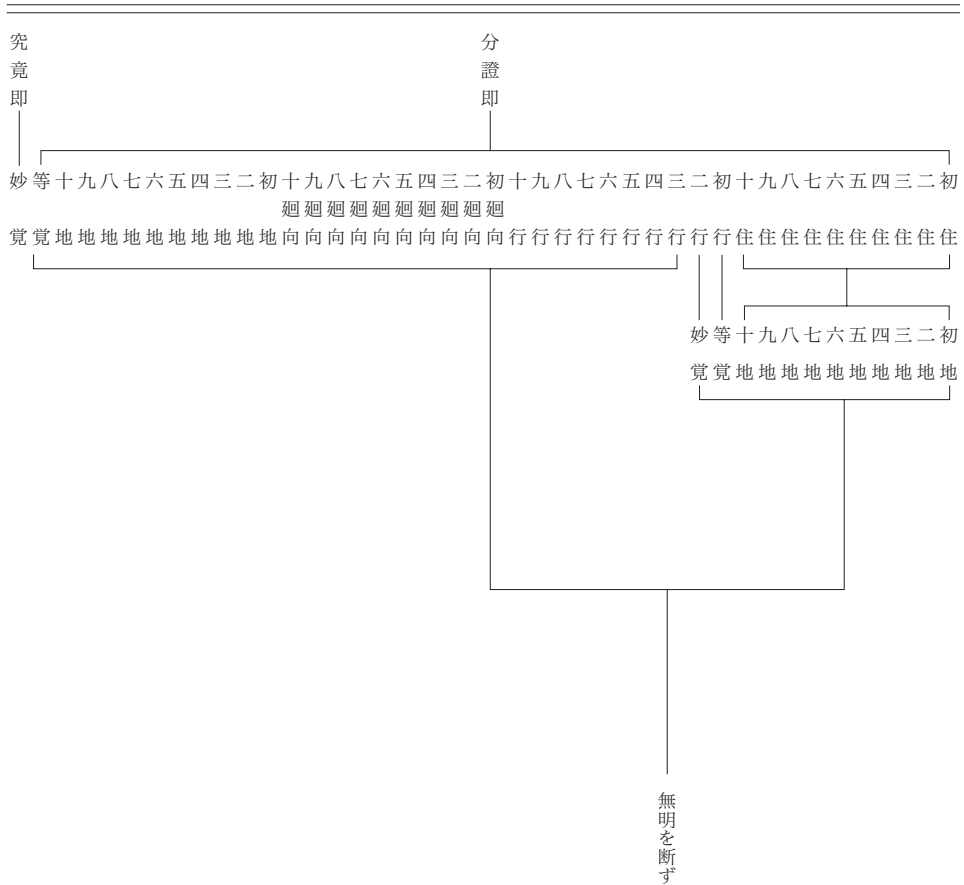 分證即
究竟即
初住
二住
三住
四住
五住
六住
七住
八住
九住
十住
初行
二行
三行
四行
五行
六行
七行
八行
九行
十行
初廻向
二廻向
三廻向
四廻向
五廻向
六廻向
七廻向
八廻向
九廻向
十廻向
初地
二地
三地
四地
五地
六地
七地
八地
九地
十地
等覚
妙覚
初地
二地
三地
四地
五地
六地
七地
八地
九地
十地
等覚
妙覚
無明を断ず